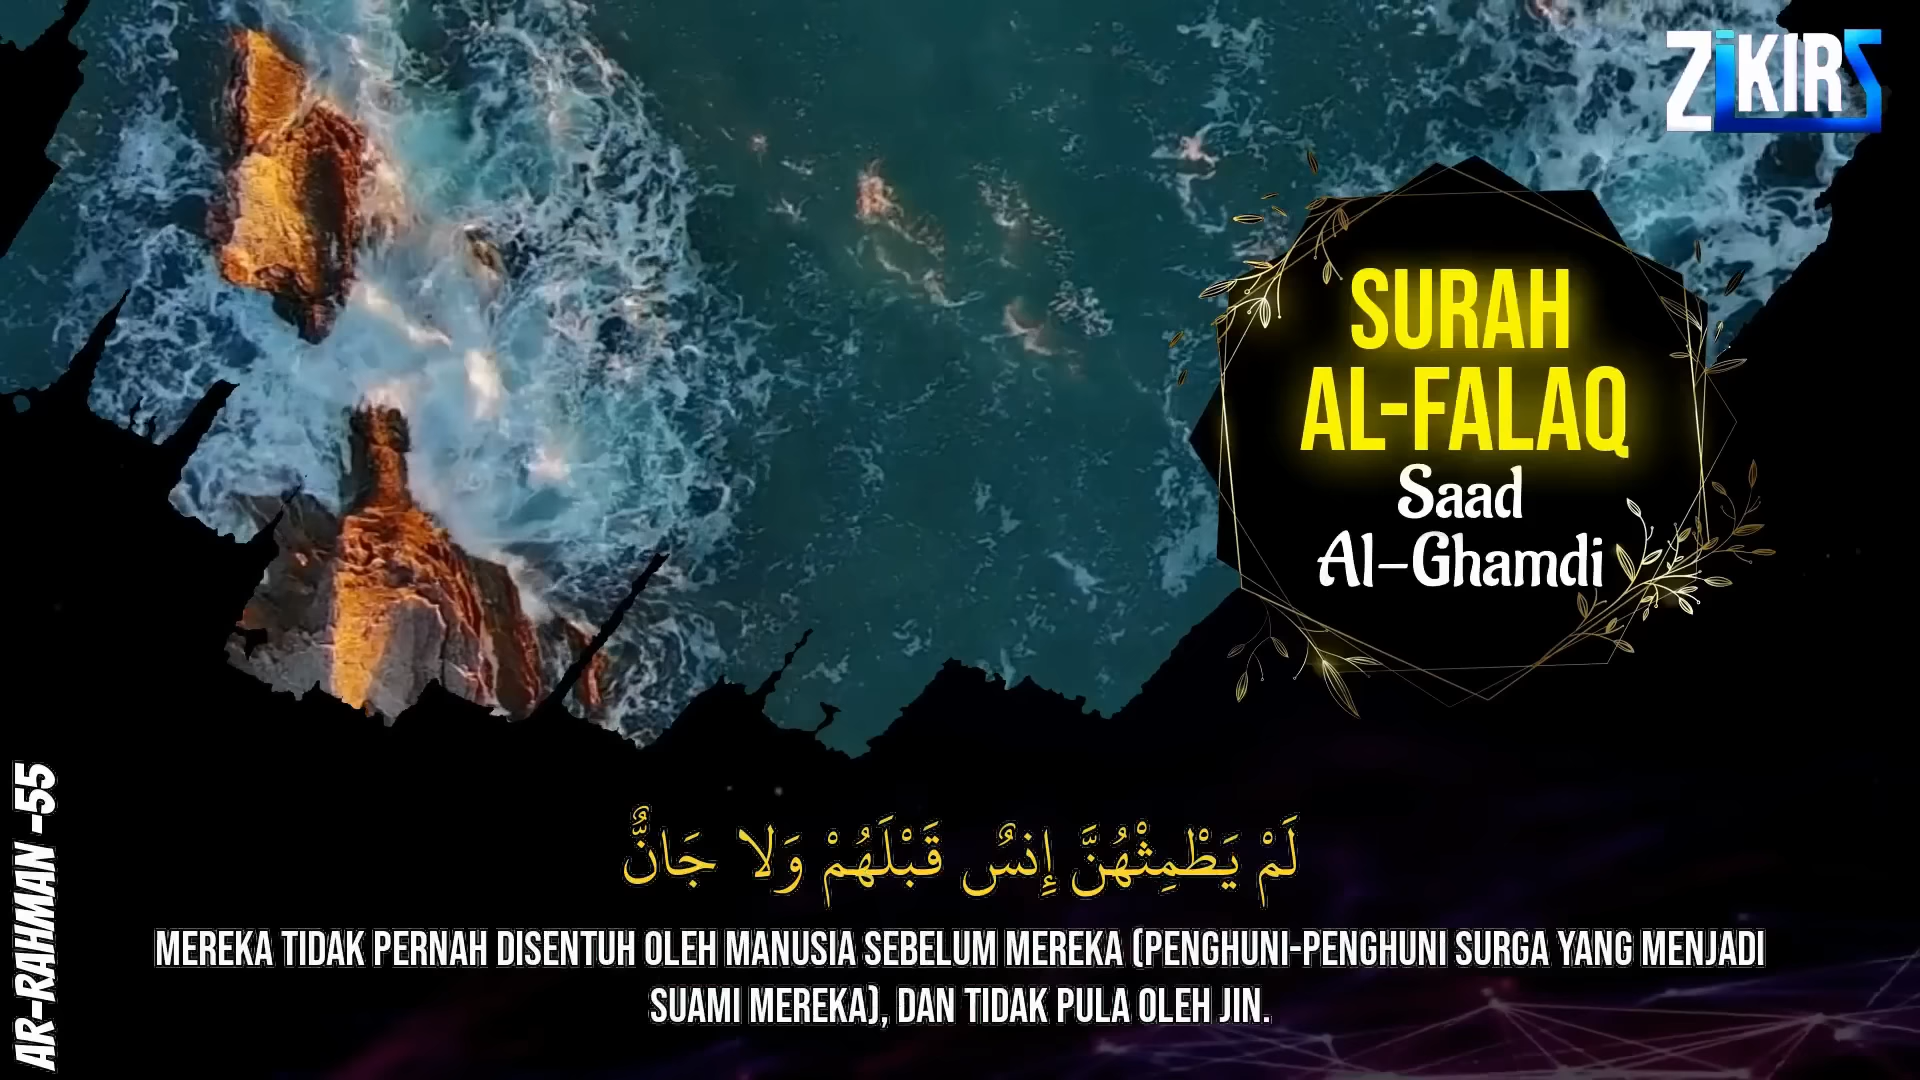 ZIKIRS
SURAH
AL-FALAQ
Saad
Al-Ghamdi
لَمْ يَطْمِثْهُنَّ إِنسٌ قَبْلَهُمْ وَلا جَانٌّ
MEREKA TIDAK PERNAH DISENTUH OLEH MANUSIA SEBELUM MEREKA (PENGHUNI-PENGHUNI SURGA YANG MENJADI
SUAMI MEREKA), DAN TIDAK PULA OLEH JIN.
AR-RAHMAN -55